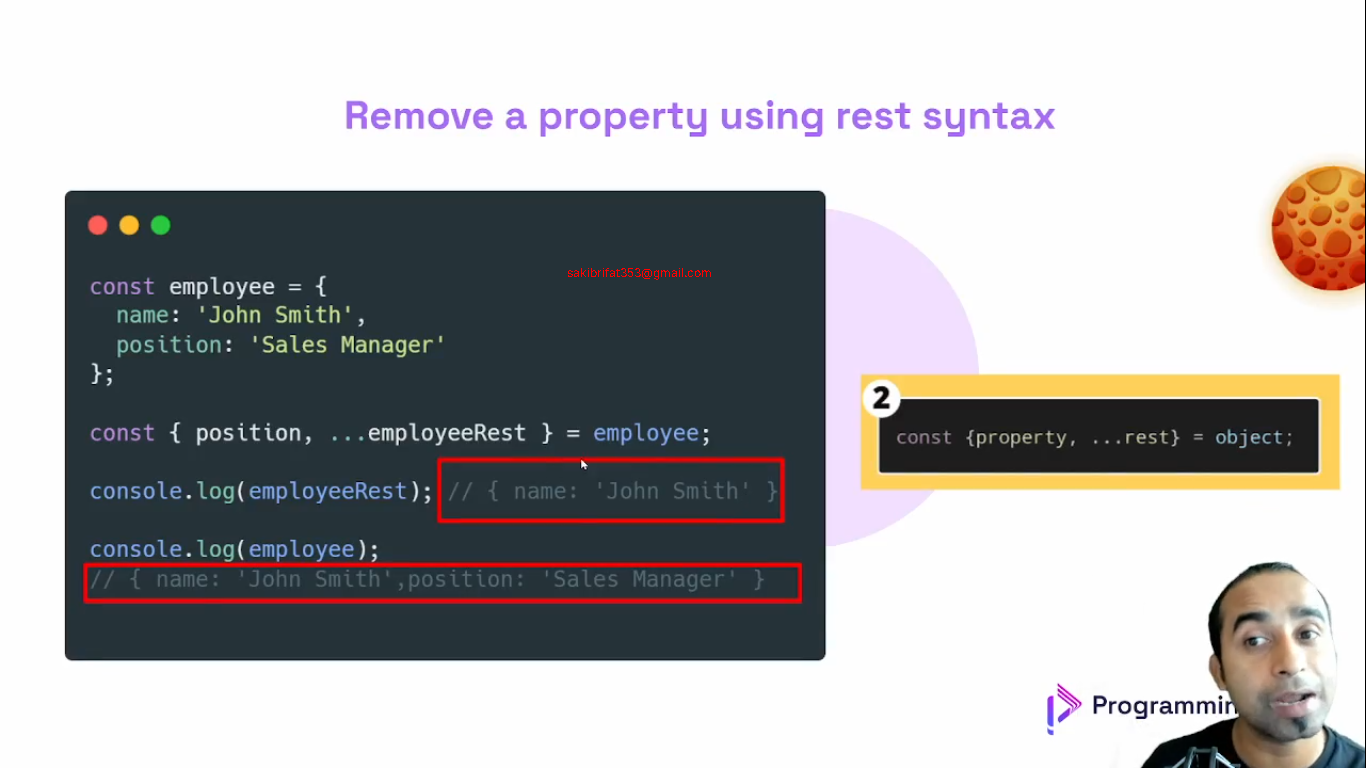 Remove a property using rest syntax
saklbrifat353@gmail.com
const employee = {
  name: 'John Smith',
  position: 'Sales Manager'
};
const { position, ...employeeRest } = employee;
console.log(employeeRest); // { name: 'John Smith' }
console.log(employee);
// { name: 'John Smith',position: 'Sales Manager' }
2
const {property, ...rest} = object;
Programmin